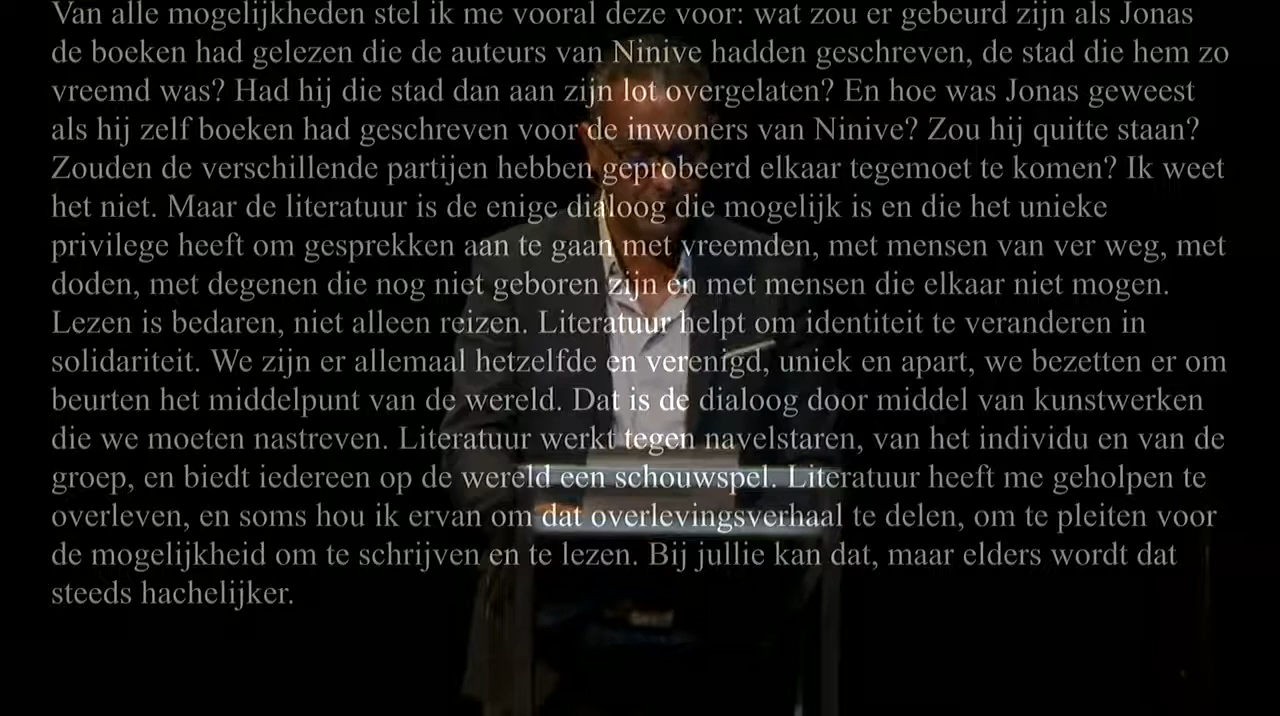 Van alle mogelijkheden stel ik me vooral deze voor: wat zou er gebeurd zijn als Jonas
de boeken had gelezen die de auteurs van Ninive hadden geschreven, de stad die hem zo
vreemd was? Had hij die stad dan aan zijn lot overgelaten? En hoe was Jonas geweest
als hij zelf boeken had geschreven voor de inwoners van Ninive? Zou hij quitte staan?
Zouden de verschillende partijen hebben geprobeerd elkaar tegemoet te komen? Ik weet
het niet. Maar de literatuur is de enige dialoog die mogelijk is en die het unieke
privilege heeft om gesprekken aan te gaan met vreemden, met mensen van ver weg, met
doden, met degenen die nog niet geboren zijn en met mensen die elkaar niet mogen.
Lezen is bedaren, niet alleen reizen. Literatuur helpt om identiteit te veranderen in
solidariteit. We zijn er allemaal hetzelfde en verenigd, uniek en apart, we bezetten er om
beurten het middelpunt van de wereld. Dat is de dialoog door middel van kunstwerken
die we moeten nastreven. Literatuur werkt tegen navelstaren, van het individu en van de
groep, en biedt iedereen op de wereld een schouwspel. Literatuur heeft me geholpen te
overleven, en soms hou ik ervan om dat overlevingsverhaal te delen, om te pleiten voor
de mogelijkheid om te schrijven en te lezen. Bij jullie kan dat, maar elders wordt dat
steeds hachelijker.